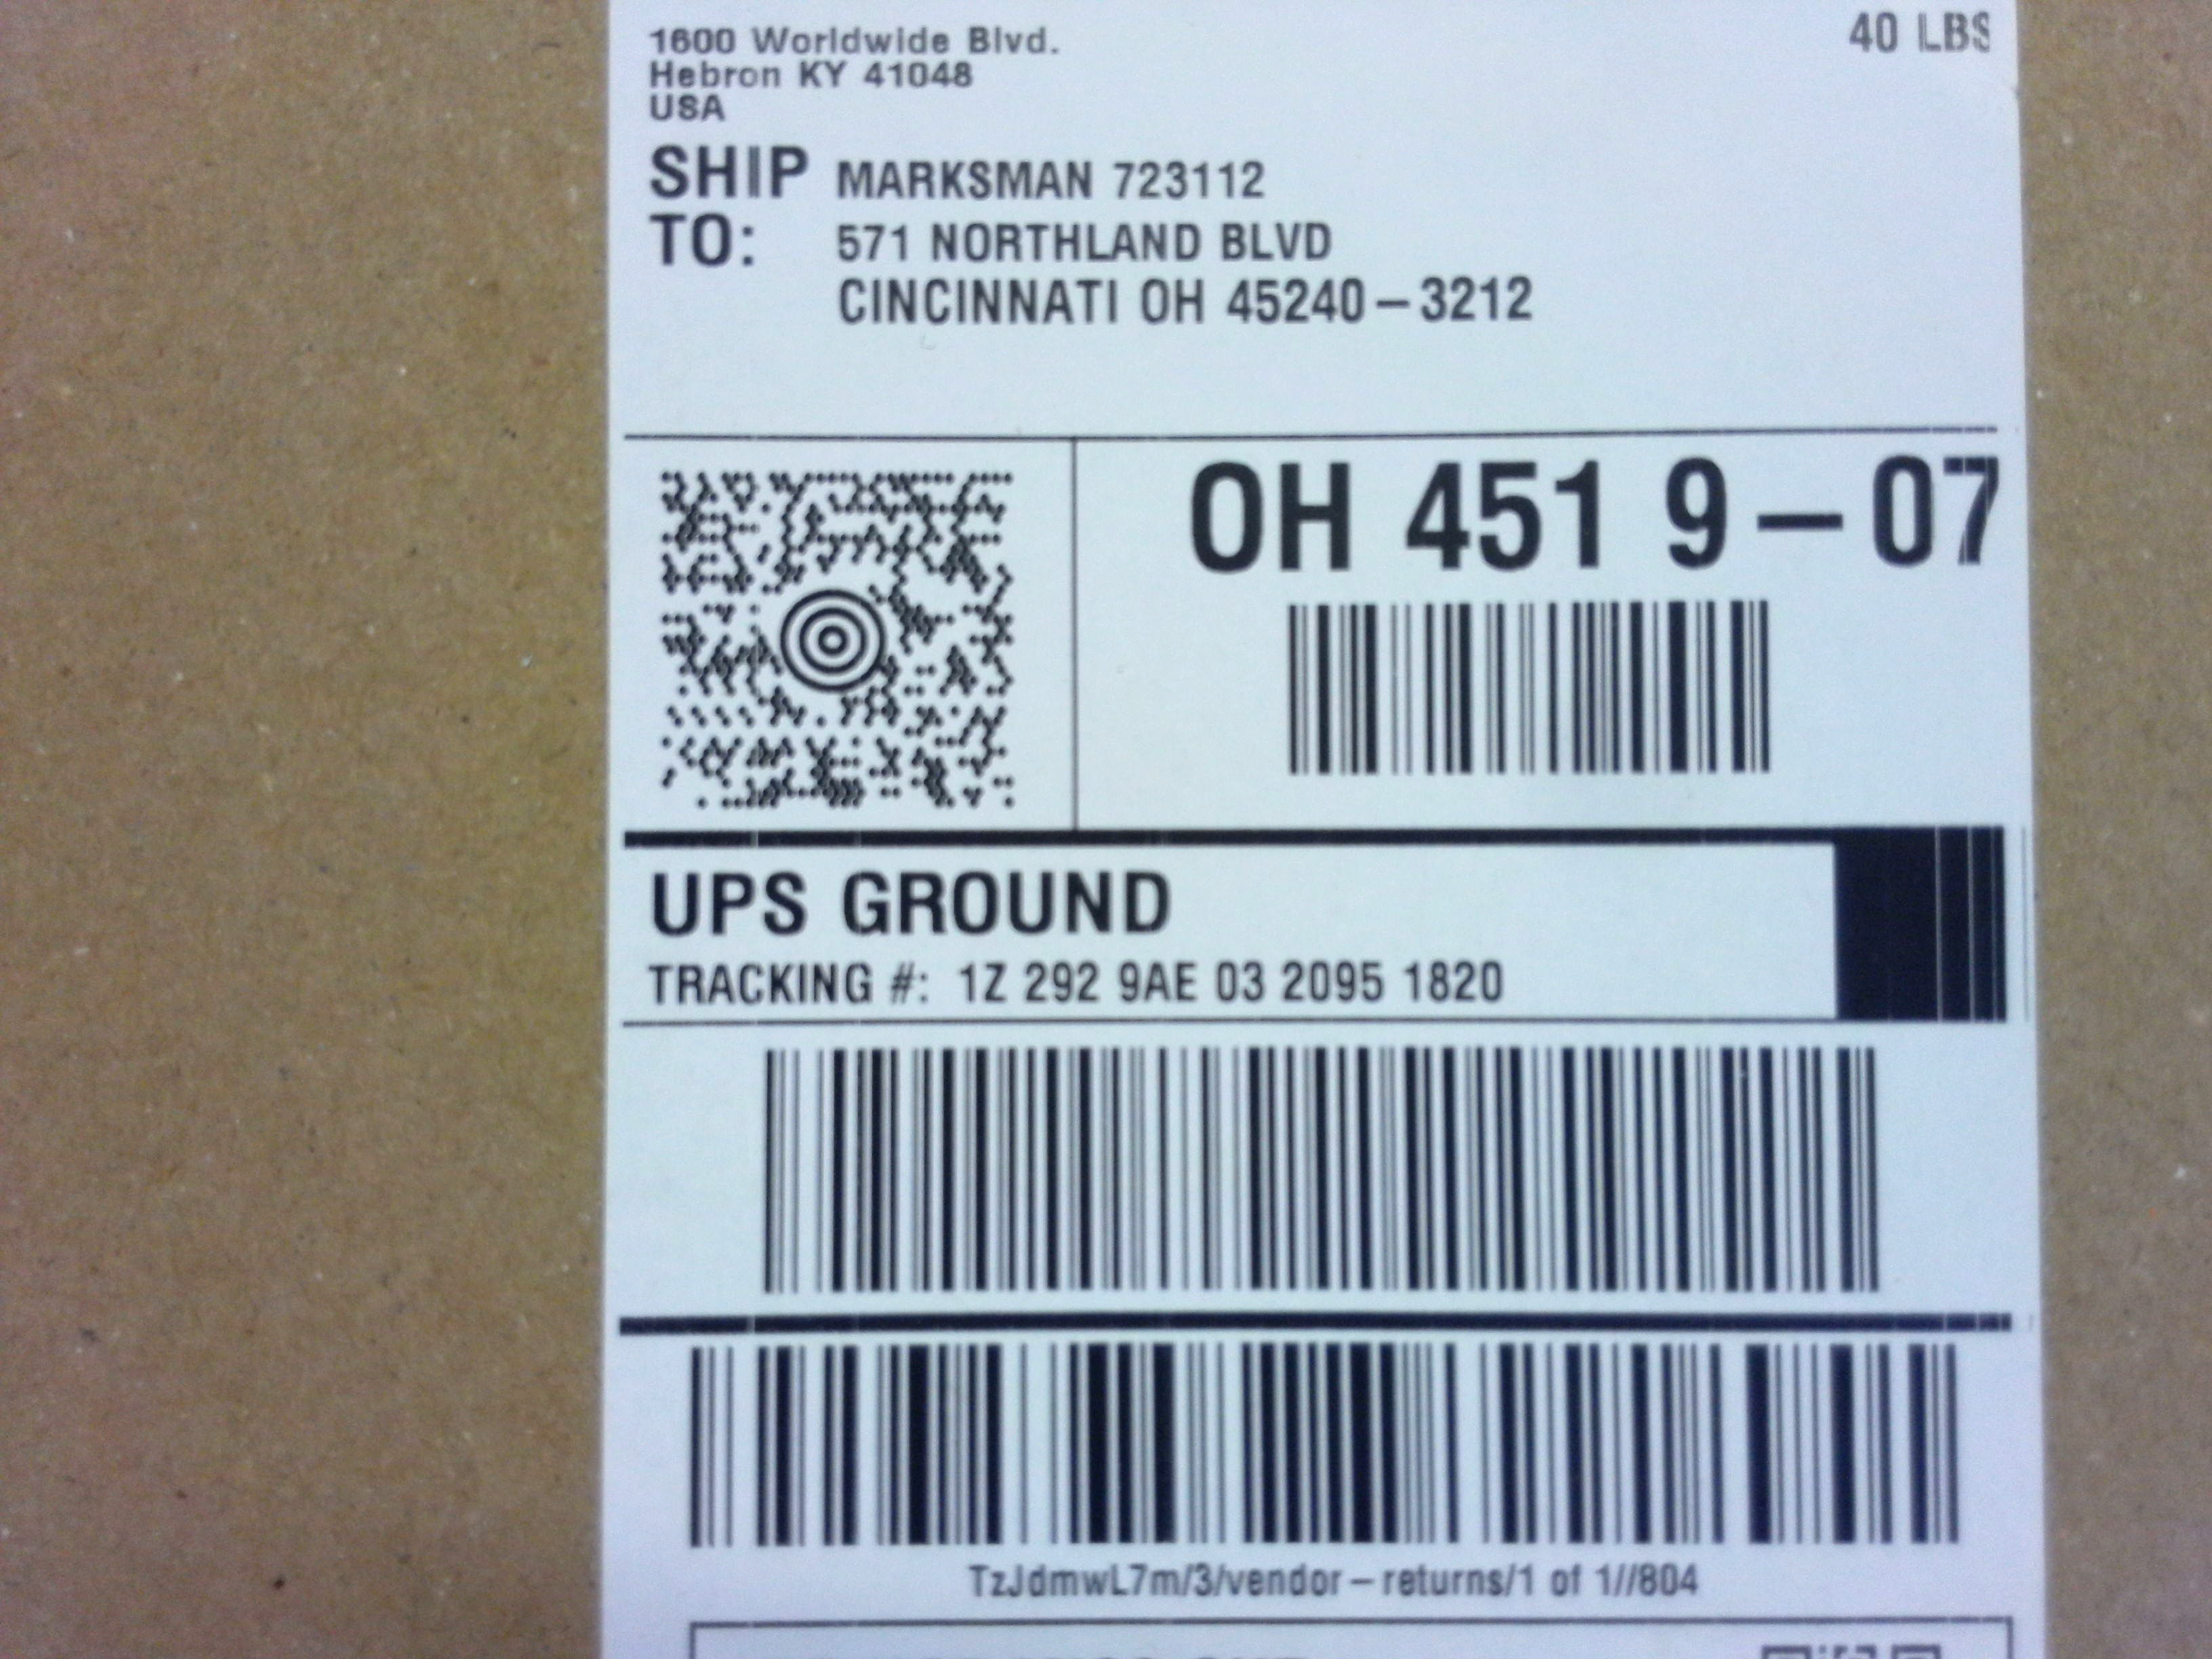 1600 Worldwide Blvd.
Hebron KY 41048
USA
40 LBS
SHIP TO:
MARKSMAN 723112
571 NORTHLAND BLVD
CINCINNATI OH 45240-3212
OH 451 9-07
UPS GROUND
TRACKING #: 1Z 292 9AE 03 2095 1820
TzJdmwL7m/3/vendor-returns/1 of 1//804